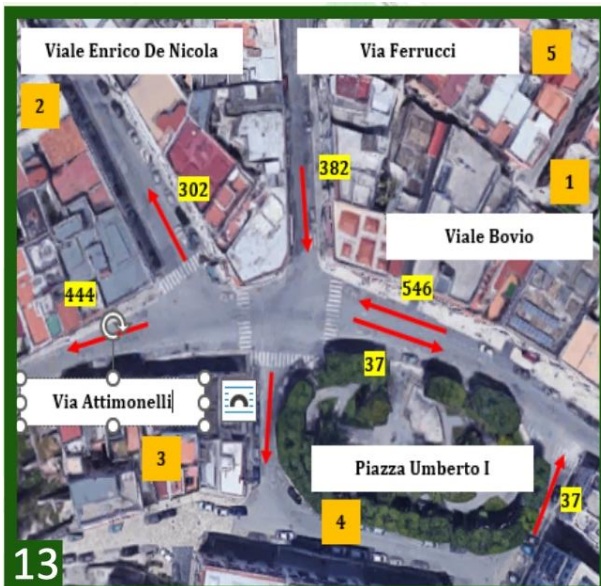 Viale Enrico De Nicola
Via Ferrucci
5
2
1
302
382
Viale Bovio
444
546
37
Via Attimonelli
3
Piazza Umberto I
37
4
13